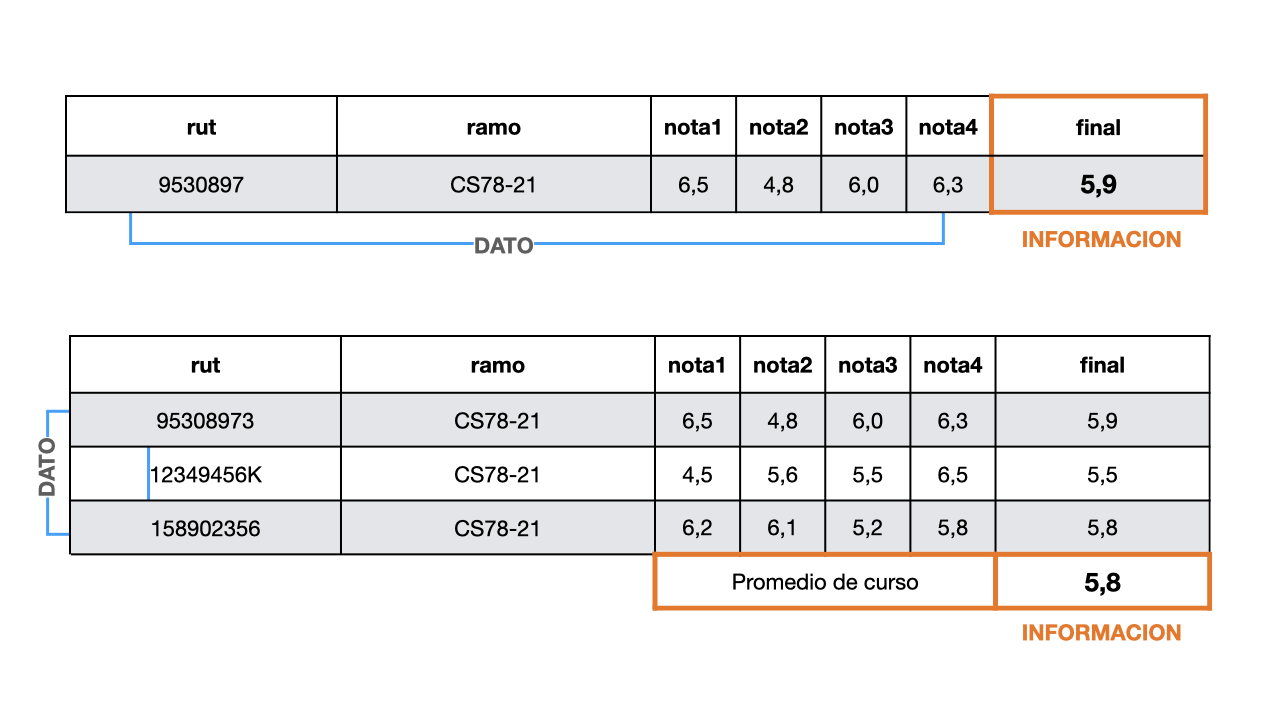 rut ramo nota1 nota2 nota3 nota4 final
9530897 CS78-21 6,5 4,8 6,0 6,3 5,9
DATO INFORMACION
rut ramo nota1 nota2 nota3 nota4 final
95308973 CS78-21 6,5 4,8 6,0 6,3 5,9
DATO
12349456K CS78-21 4,5 5,6 5,5 6,5 5,5
158902356 CS78-21 6,2 6,1 5,2 5,8 5,8
Promedio de curso 5,8
INFORMACION